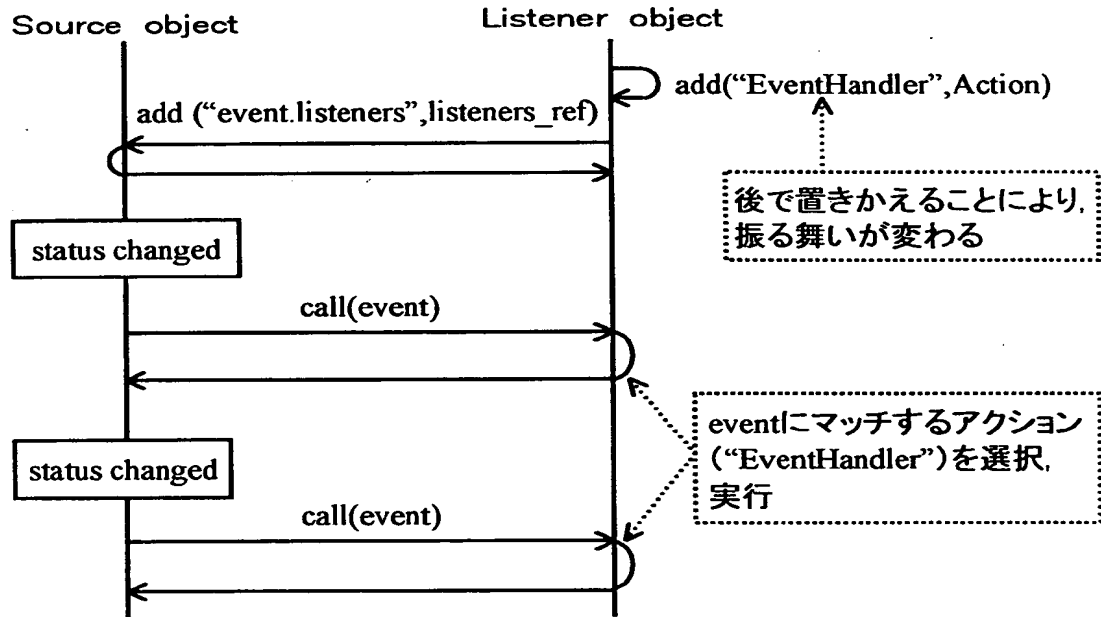 Source object
Listener object
add(“EventHandler”,Action)
add (“event.listeners”,listeners_ref)
後で置きかえることにより,
振る舞いが変わる
status changed
call(event)
eventにマッチするアクション
(“EventHandler”)を選択,
実行
status changed
call(event)